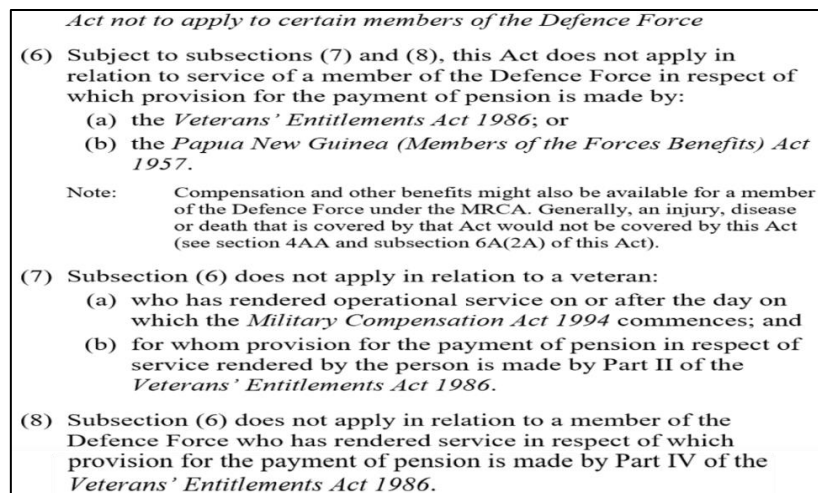 Act not to apply to certain members of the Defence Force
(6) Subject to subsections (7) and (8), this Act does not apply in
relation to service of a member of the Defence Force in respect of
which provision for the payment of pension is made by:
(a) the Veterans’ Entitlements Act 1986; or
(b) the Papua New Guinea (Members of the Forces Benefits) Act
1957.
Note: Compensation and other benefits might also be available for a member
of the Defence Force under the MRCA. Generally, an injury, disease
or death that is covered by that Act would not be covered by this Act
(see section 4AA and subsection 6A(2A) of this Act).
(7) Subsection (6) does not apply in relation to a veteran:
(a) who has rendered operational service on or after the day on
which the Military Compensation Act 1994 commences; and
(b) for whom provision for the payment of pension in respect of
service rendered by the person is made by Part II of the
Veterans’ Entitlements Act 1986.
(8) Subsection (6) does not apply in relation to a member of the
Defence Force who has rendered service in respect of which
provision for the payment of pension is made by Part IV of the
Veterans’ Entitlements Act 1986.